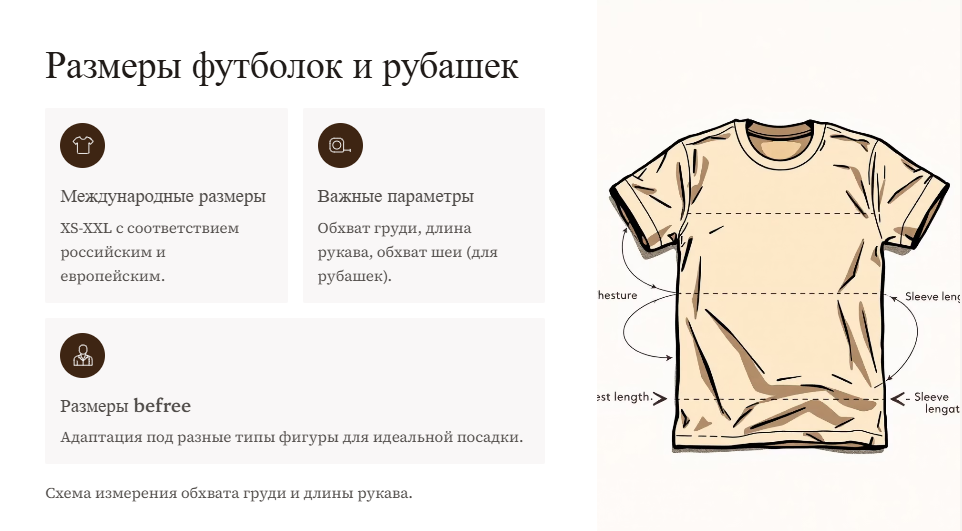 Размеры футболок и рубашек
Международные размеры
XS-XXL с соответствием
российским и
европейским.
Важные параметры
Обхват груди, длина
рукава, обхват шеи (для
рубашек).
Размеры befree
Адаптация под разные типы фигуры для идеальной посадки.
Схема измерения обхвата груди и длины рукава.
hesture
Sleeve leng
est length.
Sleeve
lengat